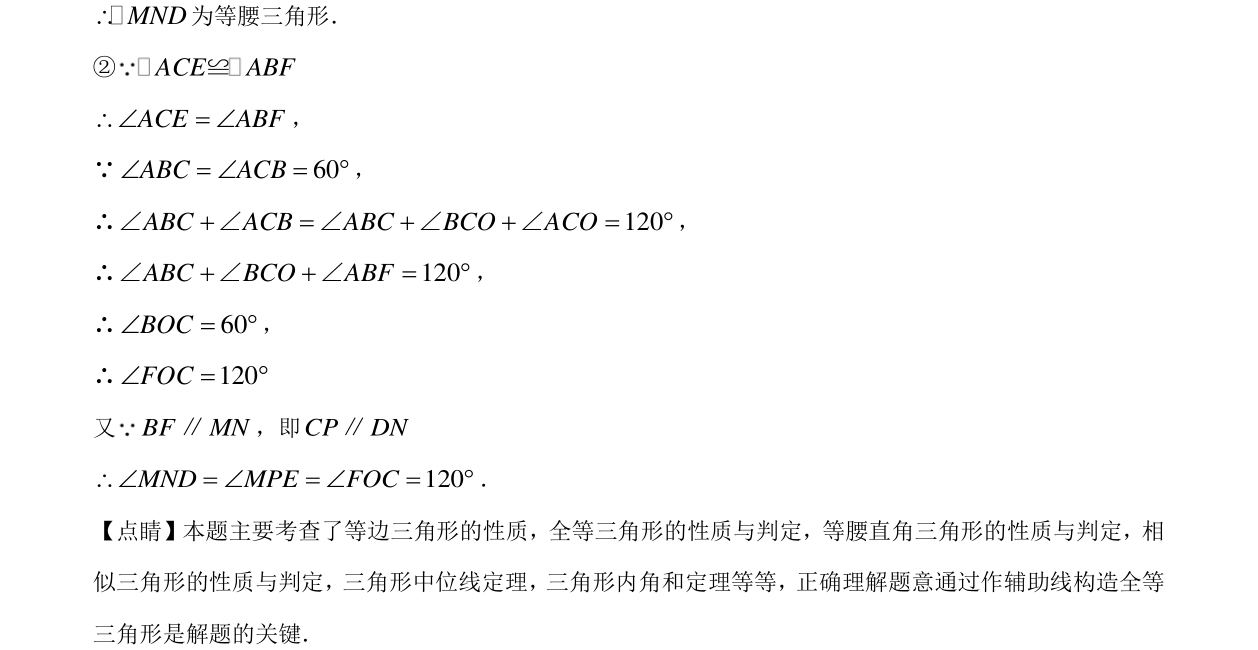 ∴□MND为等腰三角形.
②∵□ACE≌□ABF
∴∠ACE=∠ABF，
∵∠ABC=∠ACB=60°，
∴∠ABC+∠ACB=∠ABC+∠BCO+∠ACO=120°，
∴∠ABC+∠BCO+∠ABF=120°，
∴∠BOC=60°，
∴∠FOC=120°
又∵BF∥MN，即CP∥DN
∴∠MND=∠MPE=∠FOC=120°.
【点睛】本题主要考查了等边三角形的性质，全等三角形的性质与判定，等腰直角三角形的性质与判定，相
似三角形的性质与判定，三角形中位线定理，三角形内角和定理等等，正确理解题意通过作辅助线构造全等
三角形是解题的关键.